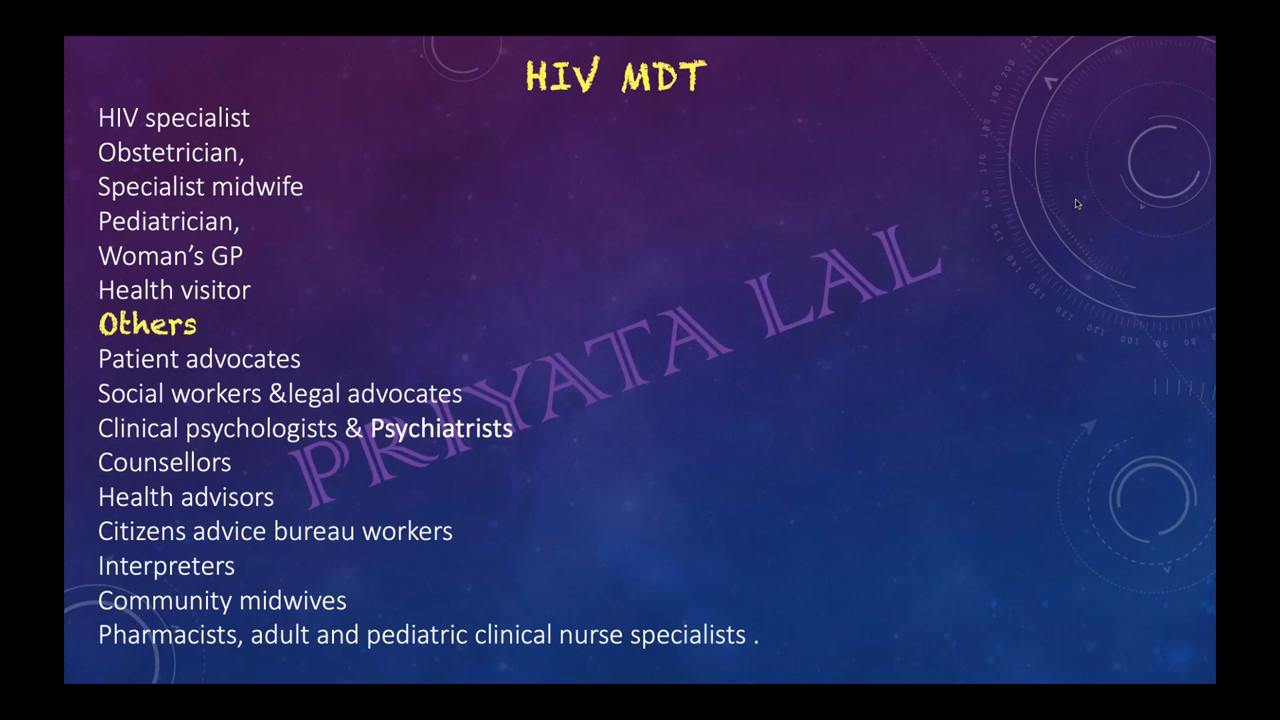 HIV MDT
HIV specialist
Obstetrician,
Specialist midwife
Pediatrician,
Woman’s GP
Health visitor
Others
Patient advocates
Social workers &legal advocates
Clinical psychologists & Psychiatrists
Counsellors
Health advisors
Citizens advice bureau workers
Interpreters
Community midwives
Pharmacists, adult and pediatric clinical nurse specialists .
PRIYATA LAL